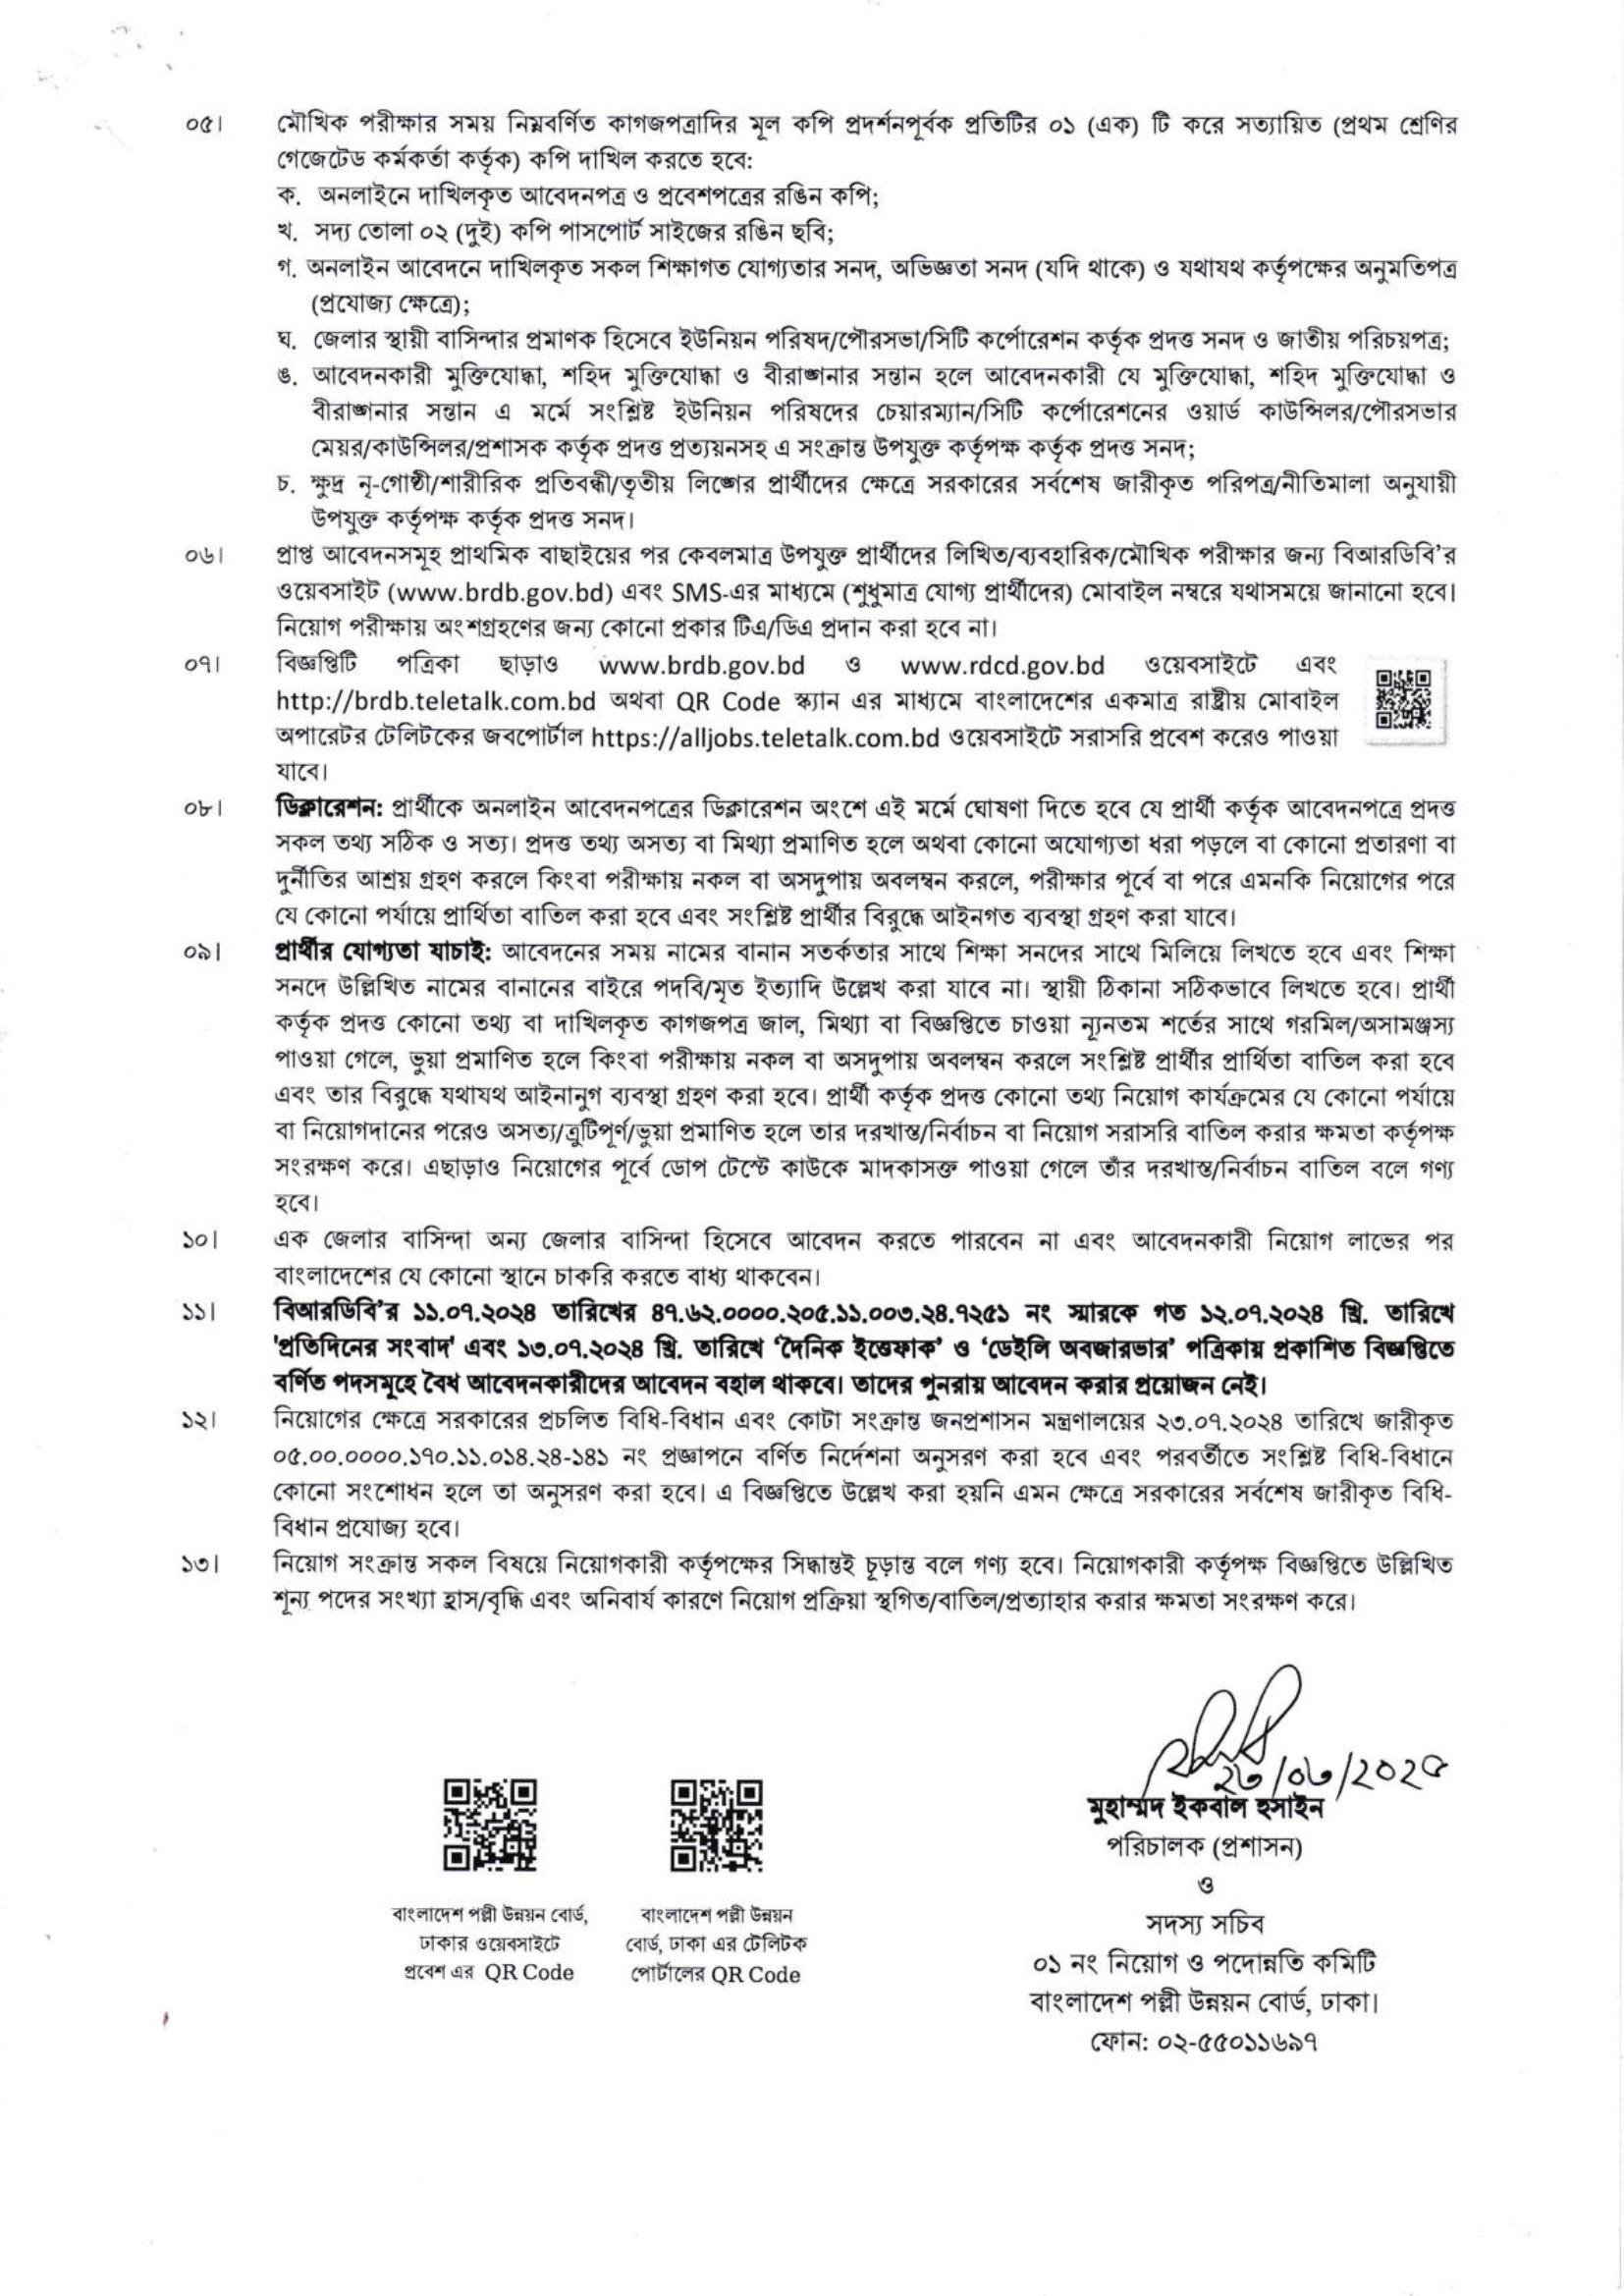 ০৫। মৌখিক পরীক্ষার সময় নিম্নবর্ণিত কাগজপত্রাদির মূল কপি প্রদর্শনপূর্বক প্রতিটির ০১ (এক) টি করে সত্যায়িত (প্রথম শ্রেণির
গেজেটেড কর্মকর্তা কর্তৃক) কপি দাখিল করতে হবে:
ক. অনলাইনে দাখিলকৃত আবেদনপত্র ও প্রবেশপত্রের রঙিন কপি;
খ. সদ্য তোলা ০২ (দুই) কপি পাসপোর্ট সাইজের রঙিন ছবি;
গ. অনলাইন আবেদনে দাখিলকৃত সকল শিক্ষাগত যোগ্যতার সনদ, অভিজ্ঞতা সনদ (যদি থাকে) ও যথাযথ কর্তৃপক্ষের অনুমতিপত্র
(প্রযোজ্য ক্ষেত্রে);
ঘ. জেলার স্থায়ী বাসিন্দার প্রমাণক হিসেবে ইউনিয়ন পরিষদ/পৌরসভা/সিটি কর্পোরেশন কর্তৃক প্রদত্ত সনদ ও জাতীয় পরিচয়পত্র;
ঙ. আবেদনকারী মুক্তিযোদ্ধা, শহিদ মুক্তিযোদ্ধা ও বীরাঙ্গনার সন্তান হলে আবেদনকারী যে মুক্তিযোদ্ধা, শহিদ মুক্তিযোদ্ধা ও
বীরাঙ্গনার সন্তান এ মর্মে সংশ্লিষ্ট ইউনিয়ন পরিষদের চেয়ারম্যান/সিটি কর্পোরেশনের ওয়ার্ড কাউন্সিলর/পৌরসভার
মেয়র/কাউন্সিলর/প্রশাসক কর্তৃক প্রদত্ত প্রত্যয়নসহ এ সংক্রান্ত উপযুক্ত কর্তৃপক্ষ কর্তৃক প্রদত্ত সনদ;
চ. ক্ষুদ্র নৃ-গোষ্ঠী/শারীরিক প্রতিবন্ধী/তৃতীয় লিঙ্গের প্রার্থীদের ক্ষেত্রে সরকারের সর্বশেষ জারীকৃত পরিপত্র/নীতিমালা অনুযায়ী
উপযুক্ত কর্তৃপক্ষ কর্তৃক প্রদত্ত সনদ।
০৬। প্রাপ্ত আবেদনসমূহ প্রাথমিক বাছাইয়ের পর কেবলমাত্র উপযুক্ত প্রার্থীদের লিখিত/ব্যবহারিক/মৌখিক পরীক্ষার জন্য বিআরডিবি’র
ওয়েবসাইট (www.brdb.gov.bd) এবং SMS-এর মাধ্যমে (শুধুমাত্র যোগ্য প্রার্থীদের) মোবাইল নম্বরে যথাসময়ে জানানো হবে।
নিয়োগ পরীক্ষায় অংশগ্রহণের জন্য কোনো প্রকার টিএ/ডিএ প্রদান করা হবে না।
০৭। বিজ্ঞপ্তিটি পত্রিকা ছাড়াও www.brdb.gov.bd ও www.rdcd.gov.bd ওয়েবসাইটে এবং
http://brdb.teletalk.com.bd অথবা QR Code স্ক্যান এর মাধ্যমে বাংলাদেশের একমাত্র রাষ্ট্রীয় মোবাইল
অপারেটর টেলিটকের জবপোর্টাল https://alljobs.teletalk.com.bd ওয়েবসাইটে সরাসরি প্রবেশ করেও পাওয়া
যাবে।
০৮। ডিক্লারেশন: প্রার্থীকে অনলাইন আবেদনপত্রের ডিক্লারেশন অংশে এই মর্মে ঘোষণা দিতে হবে যে প্রার্থী কর্তৃক আবেদনপত্রে প্রদত্ত
সকল তথ্য সঠিক ও সত্য। প্রদত্ত তথ্য অসত্য বা মিথ্যা প্রমাণিত হলে অথবা কোনো অযোগ্যতা ধরা পড়লে বা কোনো প্রতারণা বা
দুর্নীতির আশ্রয় গ্রহণ করলে কিংবা পরীক্ষায় নকল বা অসদুপায় অবলম্বন করলে, পরীক্ষার পূর্বে বা পরে এমনকি নিয়োগের পরে
যে কোনো পর্যায়ে প্রার্থিতা বাতিল করা হবে এবং সংশ্লিষ্ট প্রার্থীর বিরুদ্ধে আইনগত ব্যবস্থা গ্রহণ করা যাবে।
০৯। প্রার্থীর যোগ্যতা যাচাই: আবেদনের সময় নামের বানান সতর্কতার সাথে শিক্ষা সনদের সাথে মিলিয়ে লিখতে হবে এবং শিক্ষা
সনদে উল্লিখিত নামের বানানের বাইরে পদবি/মৃত ইত্যাদি উল্লেখ করা যাবে না। স্থায়ী ঠিকানা সঠিকভাবে লিখতে হবে। প্রার্থী
কর্তৃক প্রদত্ত কোনো তথ্য বা দাখিলকৃত কাগজপত্র জাল, মিথ্যা বা বিজ্ঞপ্তিতে চাওয়া ন্যূনতম শর্তের সাথে গরমিল/অসামঞ্জস্য
পাওয়া গেলে, ভুয়া প্রমাণিত হলে কিংবা পরীক্ষায় নকল বা অসদুপায় অবলম্বন করলে সংশ্লিষ্ট প্রার্থীর প্রার্থিতা বাতিল করা হবে
এবং তার বিরুদ্ধে যথাযথ আইনানুগ ব্যবস্থা গ্রহণ করা হবে। প্রার্থী কর্তৃক প্রদত্ত কোনো তথ্য নিয়োগ কার্যক্রমের যে কোনো পর্যায়ে
বা নিয়োগদানের পরেও অসত্য/ত্রুটিপূর্ণ/ভুয়া প্রমাণিত হলে তার দরখাস্ত/নির্বাচন বা নিয়োগ সরাসরি বাতিল করার ক্ষমতা কর্তৃপক্ষ
সংরক্ষণ করে। এছাড়াও নিয়োগের পূর্বে ডোপ টেস্টে কাউকে মাদকাসক্ত পাওয়া গেলে তাঁর দরখাস্ত/নির্বাচন বাতিল বলে গণ্য
হবে।
১০। এক জেলার বাসিন্দা অন্য জেলার বাসিন্দা হিসেবে আবেদন করতে পারবেন না এবং আবেদনকারী নিয়োগ লাভের পর
বাংলাদেশের যে কোনো স্থানে চাকরি করতে বাধ্য থাকবেন।
১১। বিআরডিবি’র ১১.০৭.২০২৪ তারিখের ৪৭.৬২.০০০০.২০৫.১১.০০৩.২৪.৭২৫১ নং স্মারকে গত ১২.০৭.২০২৪ খ্রি. তারিখে
'প্রতিদিনের সংবাদ' এবং ১৩.০৭.২০২৪ খ্রি. তারিখে ‘দৈনিক ইত্তেফাক’ ও ‘ডেইলি অবজারভার’ পত্রিকায় প্রকাশিত বিজ্ঞপ্তিতে
বর্ণিত পদসমূহে বৈধ আবেদনকারীদের আবেদন বহাল থাকবে। তাদের পুনরায় আবেদন করার প্রয়োজন নেই।
১২। নিয়োগের ক্ষেত্রে সরকারের প্রচলিত বিধি-বিধান এবং কোটা সংক্রান্ত জনপ্রশাসন মন্ত্রণালয়ের ২৩.০৭.২০২৪ তারিখে জারীকৃত
০৫.০০.০০০০.১৭০.১১.০১৪.২৪-১৪১ নং প্রজ্ঞাপনে বর্ণিত নির্দেশনা অনুসরণ করা হবে এবং পরবর্তীতে সংশ্লিষ্ট বিধি-বিধানে
কোনো সংশোধন হলে তা অনুসরণ করা হবে। এ বিজ্ঞপ্তিতে উল্লেখ করা হয়নি এমন ক্ষেত্রে সরকারের সর্বশেষ জারীকৃত বিধি-
বিধান প্রযোজ্য হবে।
১৩। নিয়োগ সংক্রান্ত সকল বিষয়ে নিয়োগকারী কর্তৃপক্ষের সিদ্ধান্তই চূড়ান্ত বলে গণ্য হবে। নিয়োগকারী কর্তৃপক্ষ বিজ্ঞপ্তিতে উল্লিখিত
শূন্য পদের সংখ্যা হ্রাস/বৃদ্ধি এবং অনিবার্য কারণে নিয়োগ প্রক্রিয়া স্থগিত/বাতিল/প্রত্যাহার করার ক্ষমতা সংরক্ষণ করে।
মুহাম্মদ ইকবাল হুসাইন
পরিচালক (প্রশাসন)
ও
সদস্য সচিব
০১ নং নিয়োগ ও পদোন্নতি কমিটি
বাংলাদেশ পল্লী উন্নয়ন বোর্ড, ঢাকা।
ফোন: ০২-৫৫০১১৬৯৭
বাংলাদেশ পল্লী উন্নয়ন বোর্ড,
ঢাকার ওয়েবসাইটে
প্রবেশ এর QR Code
বাংলাদেশ পল্লী উন্নয়ন
বোর্ড, ঢাকা এর টেলিটক
পোর্টালের QR Code